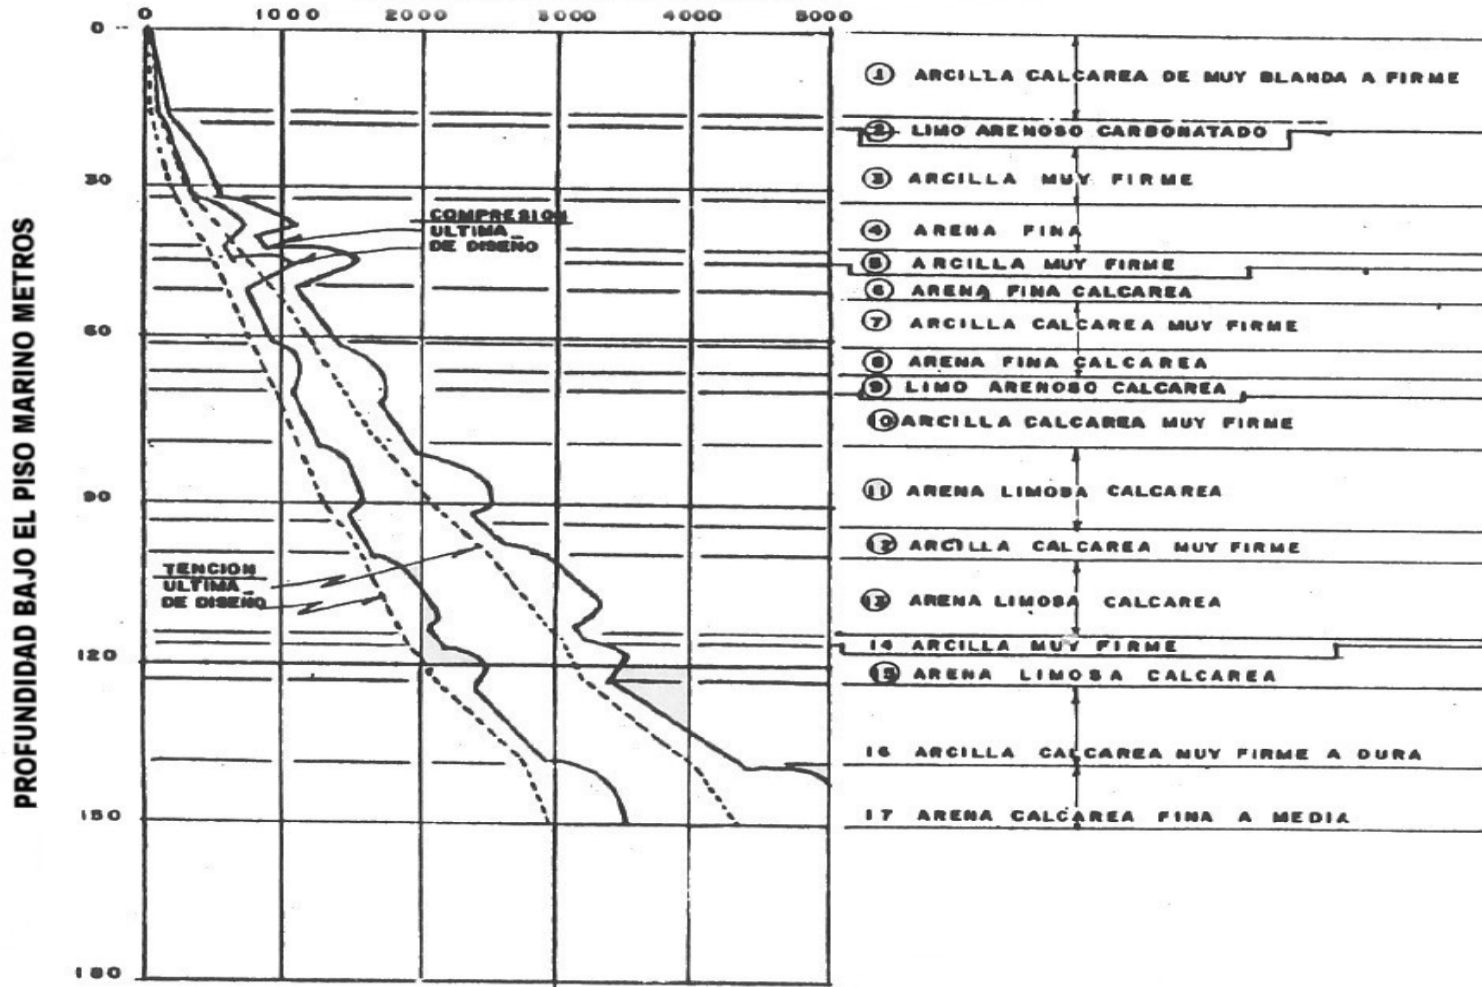 0 1000 2000 3000 4000 5000
0
30
60
90
120
150
180
PROFUNDIDAD BAJO EL PISO MARINO METROS
COMPRESION
ULTIMA
DE DISEÑO
TENCION
ULTIMA
DE DISEÑO
1 ARCILLA CALCAREA DE MUY BLANDA A FIRME
2 LIMO ARENOSO CARBONATADO
3 ARCILLA MUY FIRME
4 ARENA FINA
5 ARCILLA MUY FIRME
6 ARENA FINA CALCAREA
7 ARCILLA CALCAREA MUY FIRME
8 ARENA FINA CALCAREA
9 LIMO ARENOSO CALCAREA
10 ARCILLA CALCAREA MUY FIRME
11 ARENA LIMOSA CALCAREA
12 ARCILLA CALCAREA MUY FIRME
13 ARENA LIMOSA CALCAREA
14 ARCILLA MUY FIRME
15 ARENA LIMOSA CALCAREA
16 ARCILLA CALCAREA MUY FIRME A DURA
17 ARENA CALCAREA FINA A MEDIA